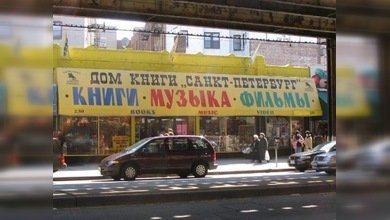 ДОМ КНИГИ „САНКТ-ПЕТЕРБУРГ"
КНИГИ · МУЗЫКА · ФИЛЬМЫ
BOOKS MUSIC VIDEO